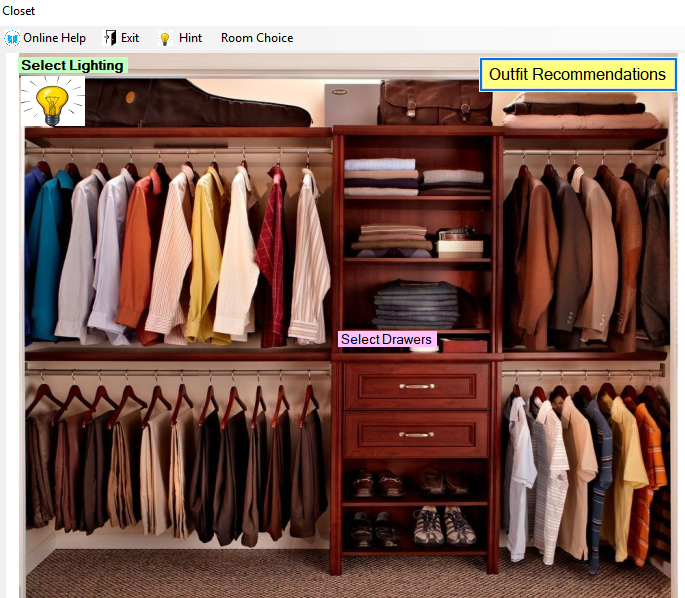 Closet
Online Help Exit Hint Room Choice
Select Lighting
Outfit Recommendations
Select Drawers